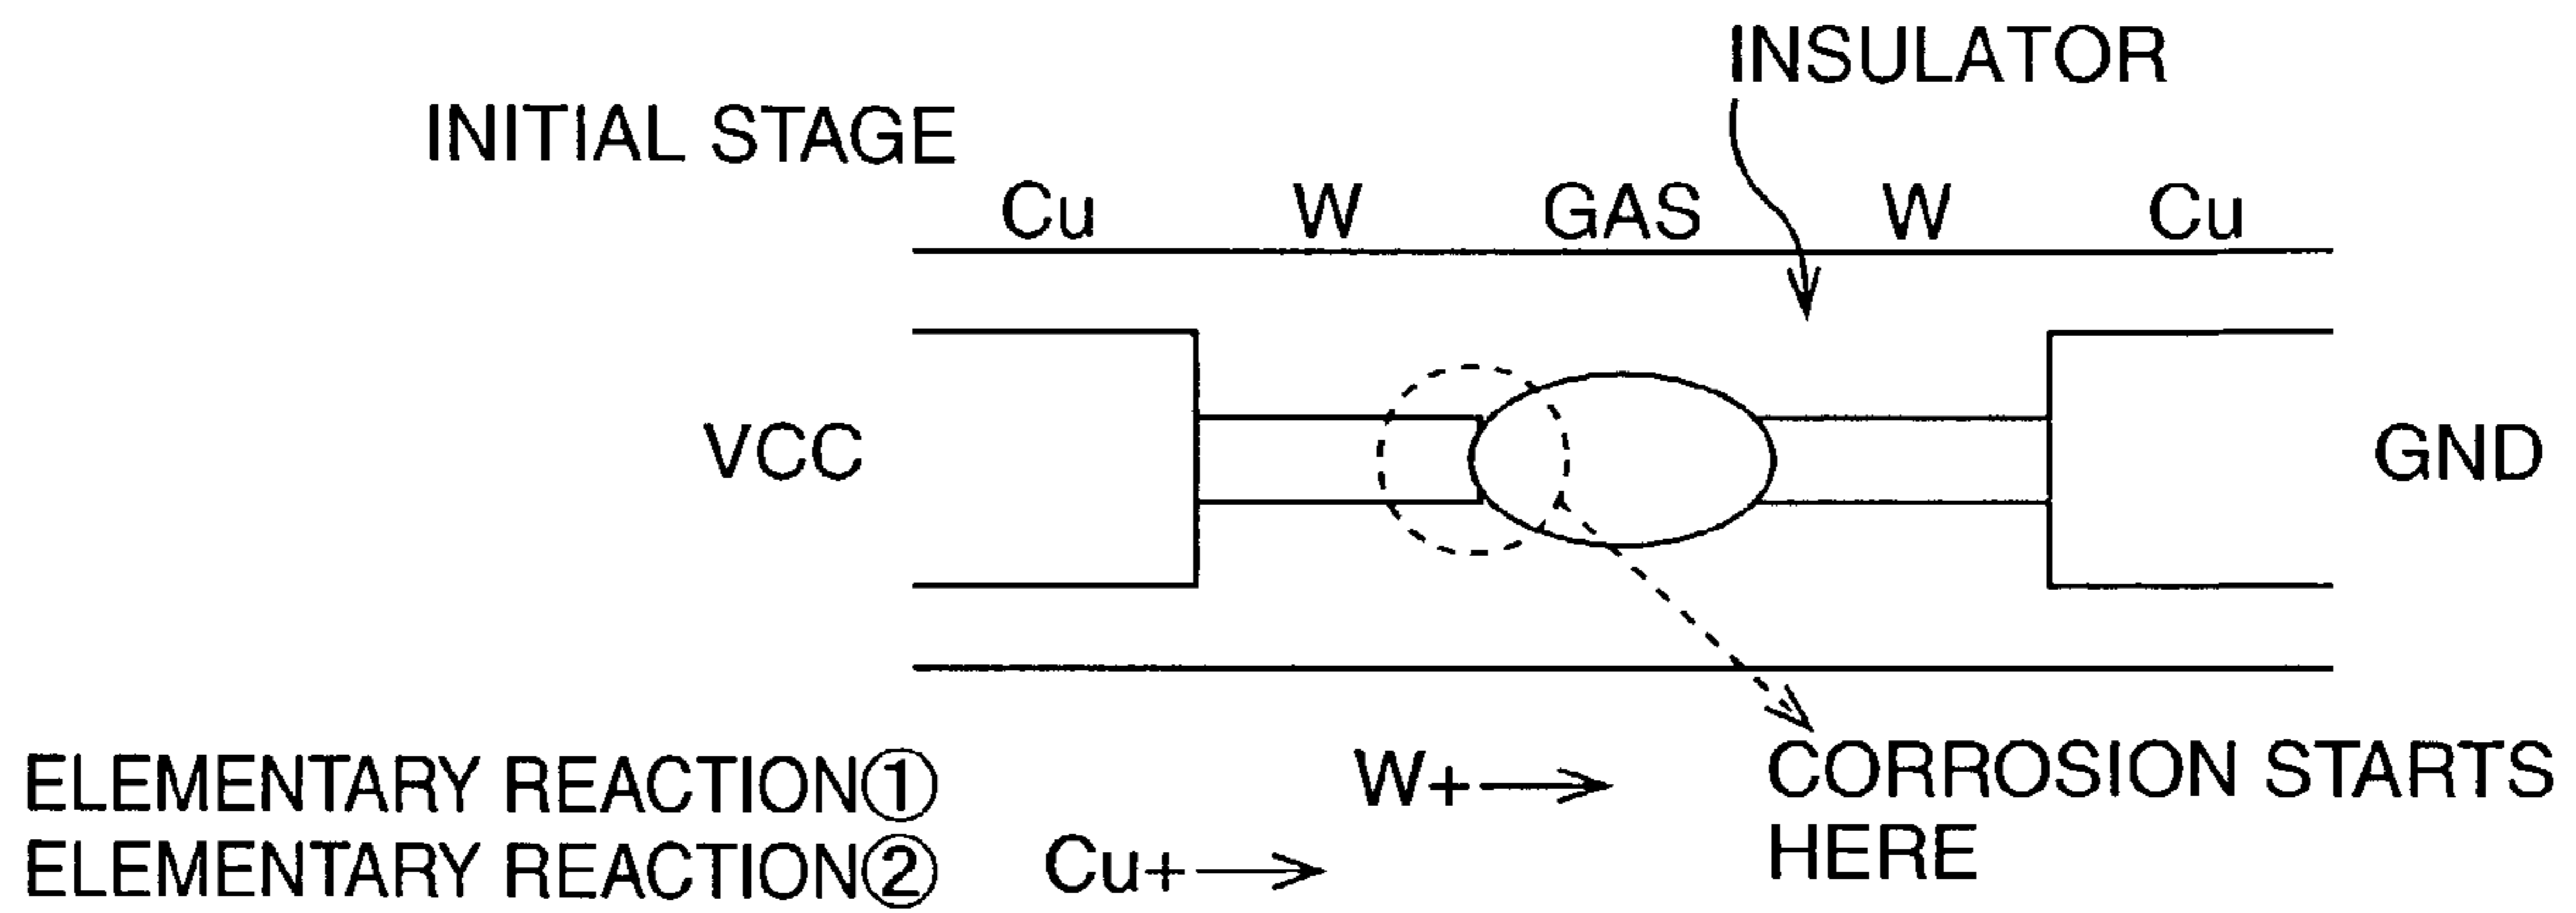 INSULATOR
INITIAL STAGE
Cu W GAS W Cu
VCC GND
ELEMENTARY REACTION① W+ → CORROSION STARTS
ELEMENTARY REACTION② Cu+ → HERE